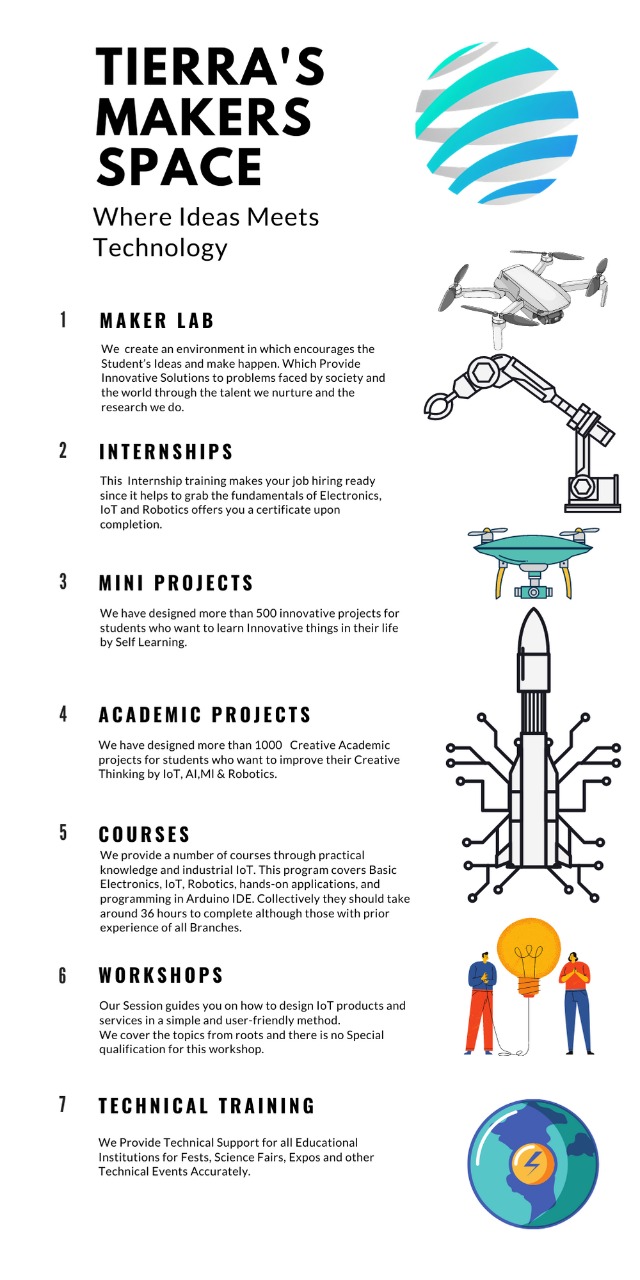 TIERRA'S
MAKERS
SPACE
Where Ideas Meets
Technology
1 MAKER LAB
We create an environment in which encourages the
Student's Ideas and make happen. Which Provide
Innovative Solutions to problems faced by society and
the world through the talent we nurture and the
research we do.
2 INTERNSHIPS
This Internship training makes your job hiring ready
since it helps to grab the fundamentals of Electronics,
IoT and Robotics offers you a certificate upon
completion.
3 MINI PROJECTS
We have designed more than 500 innovative projects for
students who want to learn Innovative things in their life
by Self Learning.
4 ACADEMIC PROJECTS
We have designed more than 1000 Creative Academic
projects for students who want to improve their Creative
Thinking by IoT, AI,Ml & Robotics.
5 COURSES
We provide a number of courses through practical
knowledge and industrial IoT. This program covers Basic
Electronics, IoT, Robotics, hands-on applications, and
programming in Arduino IDE. Collectively they should take
around 36 hours to complete although those with prior
experience of all Branches.
6 WORKSHOPS
Our Session guides you on how to design IoT products and
services in a simple and user-friendly method.
We cover the topics from roots and there is no Special
qualification for this workshop.
7 TECHNICAL TRAINING
We Provide Technical Support for all Educational
Institutions for Fests, Science Fairs, Expos and other
Technical Events Accurately.